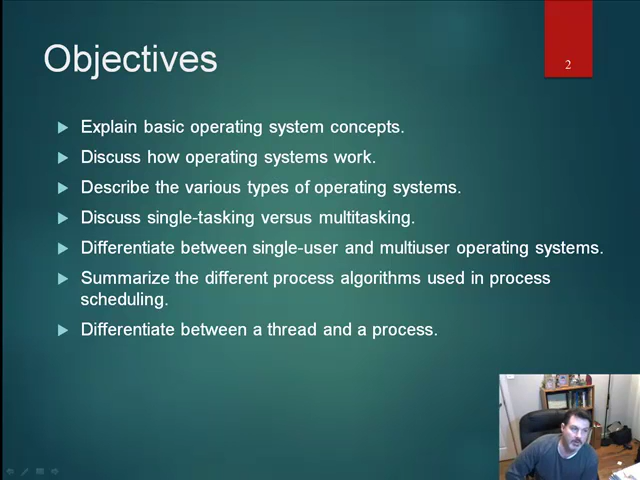 Objectives
2
Explain basic operating system concepts.
Discuss how operating systems work.
Describe the various types of operating systems.
Discuss single-tasking versus multitasking.
Differentiate between single-user and multiuser operating systems.
Summarize the different process algorithms used in process
scheduling.
Differentiate between a thread and a process.